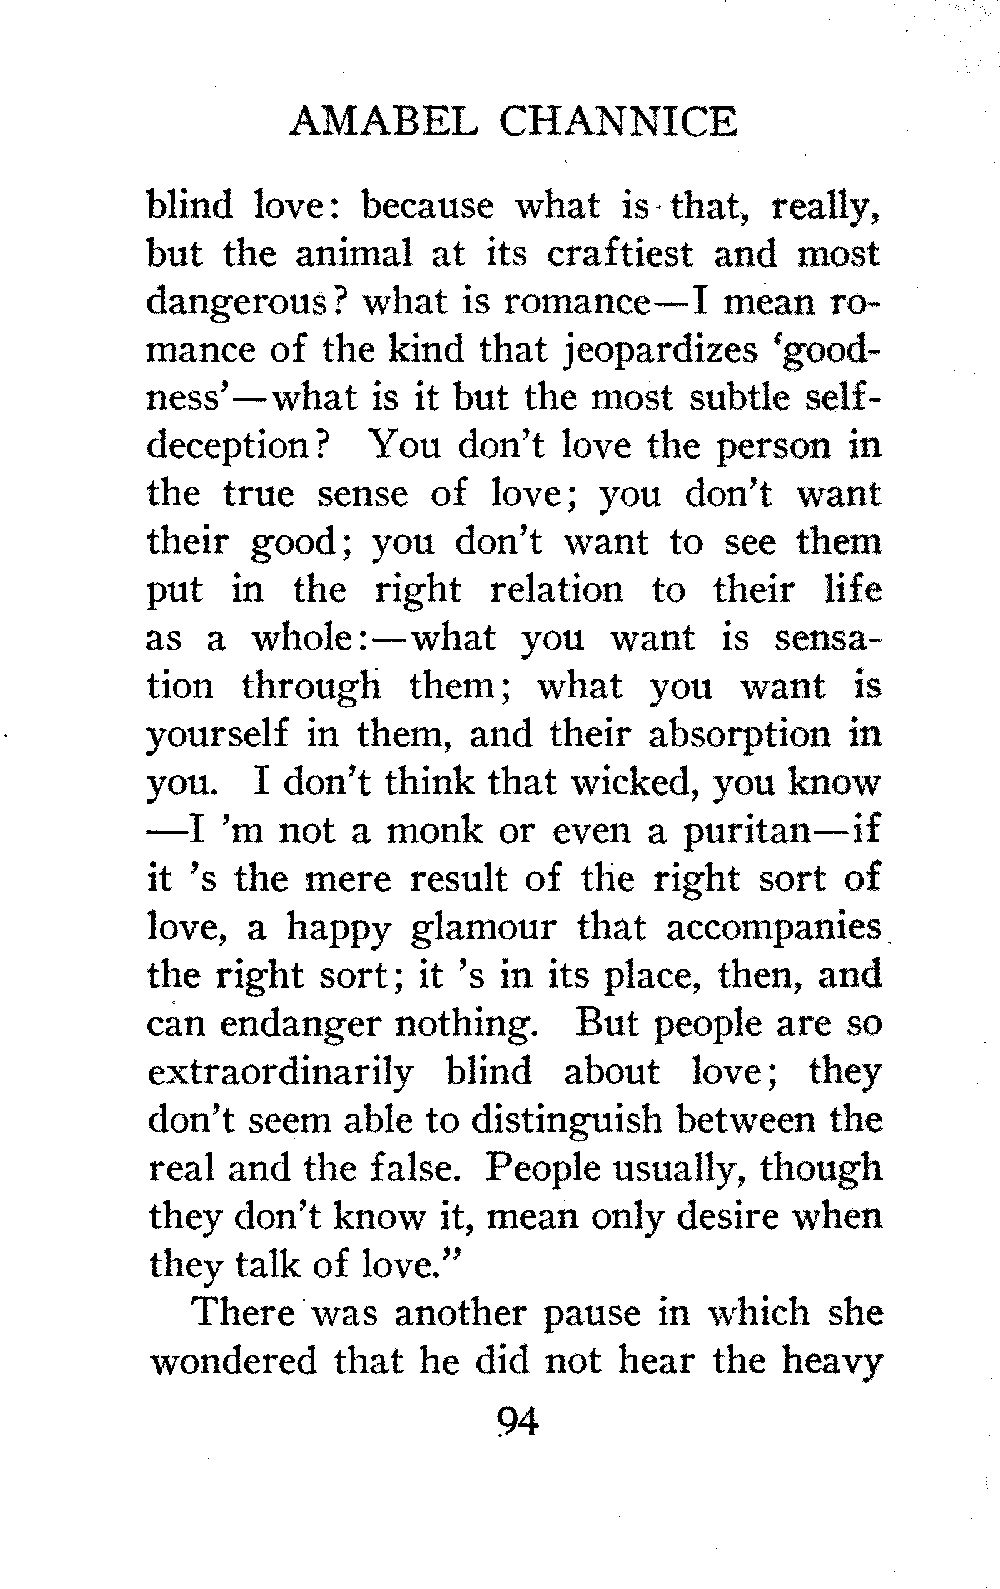 AMABEL CHANNICE
blind love: because what is that, really,
but the animal at its craftiest and most
dangerous? what is romance—I mean ro-
mance of the kind that jeopardizes ‘good-
ness’—what is it but the most subtle self-
deception? You don’t love the person in
the true sense of love; you don’t want
their good; you don’t want to see them
put in the right relation to their life
as a whole:—what you want is sensa-
tion through them; what you want is
yourself in them, and their absorption in
you. I don’t think that wicked, you know
—I ’m not a monk or even a puritan—if
it ’s the mere result of the right sort of
love, a happy glamour that accompanies
the right sort; it ’s in its place, then, and
can endanger nothing. But people are so
extraordinarily blind about love; they
don’t seem able to distinguish between the
real and the false. People usually, though
they don’t know it, mean only desire when
they talk of love.”
There was another pause in which she
wondered that he did not hear the heavy
94